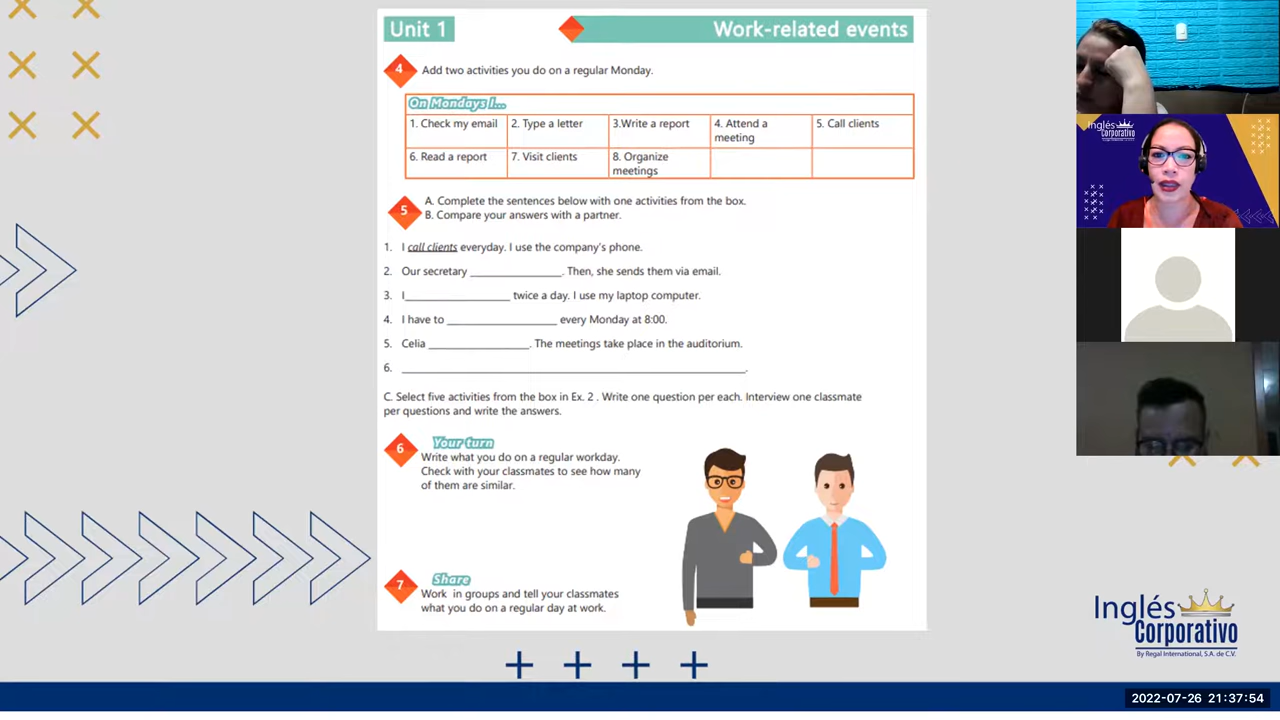 Unit 1
Work-related events
4
Add two activities you do on a regular Monday.
On Mondays I...
1. Check my email
2. Type a letter
3.Write a report
4. Attend a
meeting
5. Call clients
6. Read a report
7. Visit clients
8. Organize
meetings
5
A. Complete the sentences below with one activities from the box.
B. Compare your answers with a partner.
1. I call clients everyday. I use the company's phone.
2. Our secretary _______________. Then, she sends them via email.
3. I_________________ twice a day. I use my laptop computer.
4. I have to __________________ every Monday at 8:00.
5. Celia _________________. The meetings take place in the auditorium.
6. _________________________________________________________.
C. Select five activities from the box in Ex. 2 . Write one question per each. Interview one classmate
per questions and write the answers.
6
Your turn
Write what you do on a regular workday.
Check with your classmates to see how many
of them are similar.
7
Share
Work in groups and tell your classmates
what you do on a regular day at work.
Inglés
Corporativo
Inglés
Corporativo
By Regal International, S.A. de C.V.
2022-07-26 21:37:54